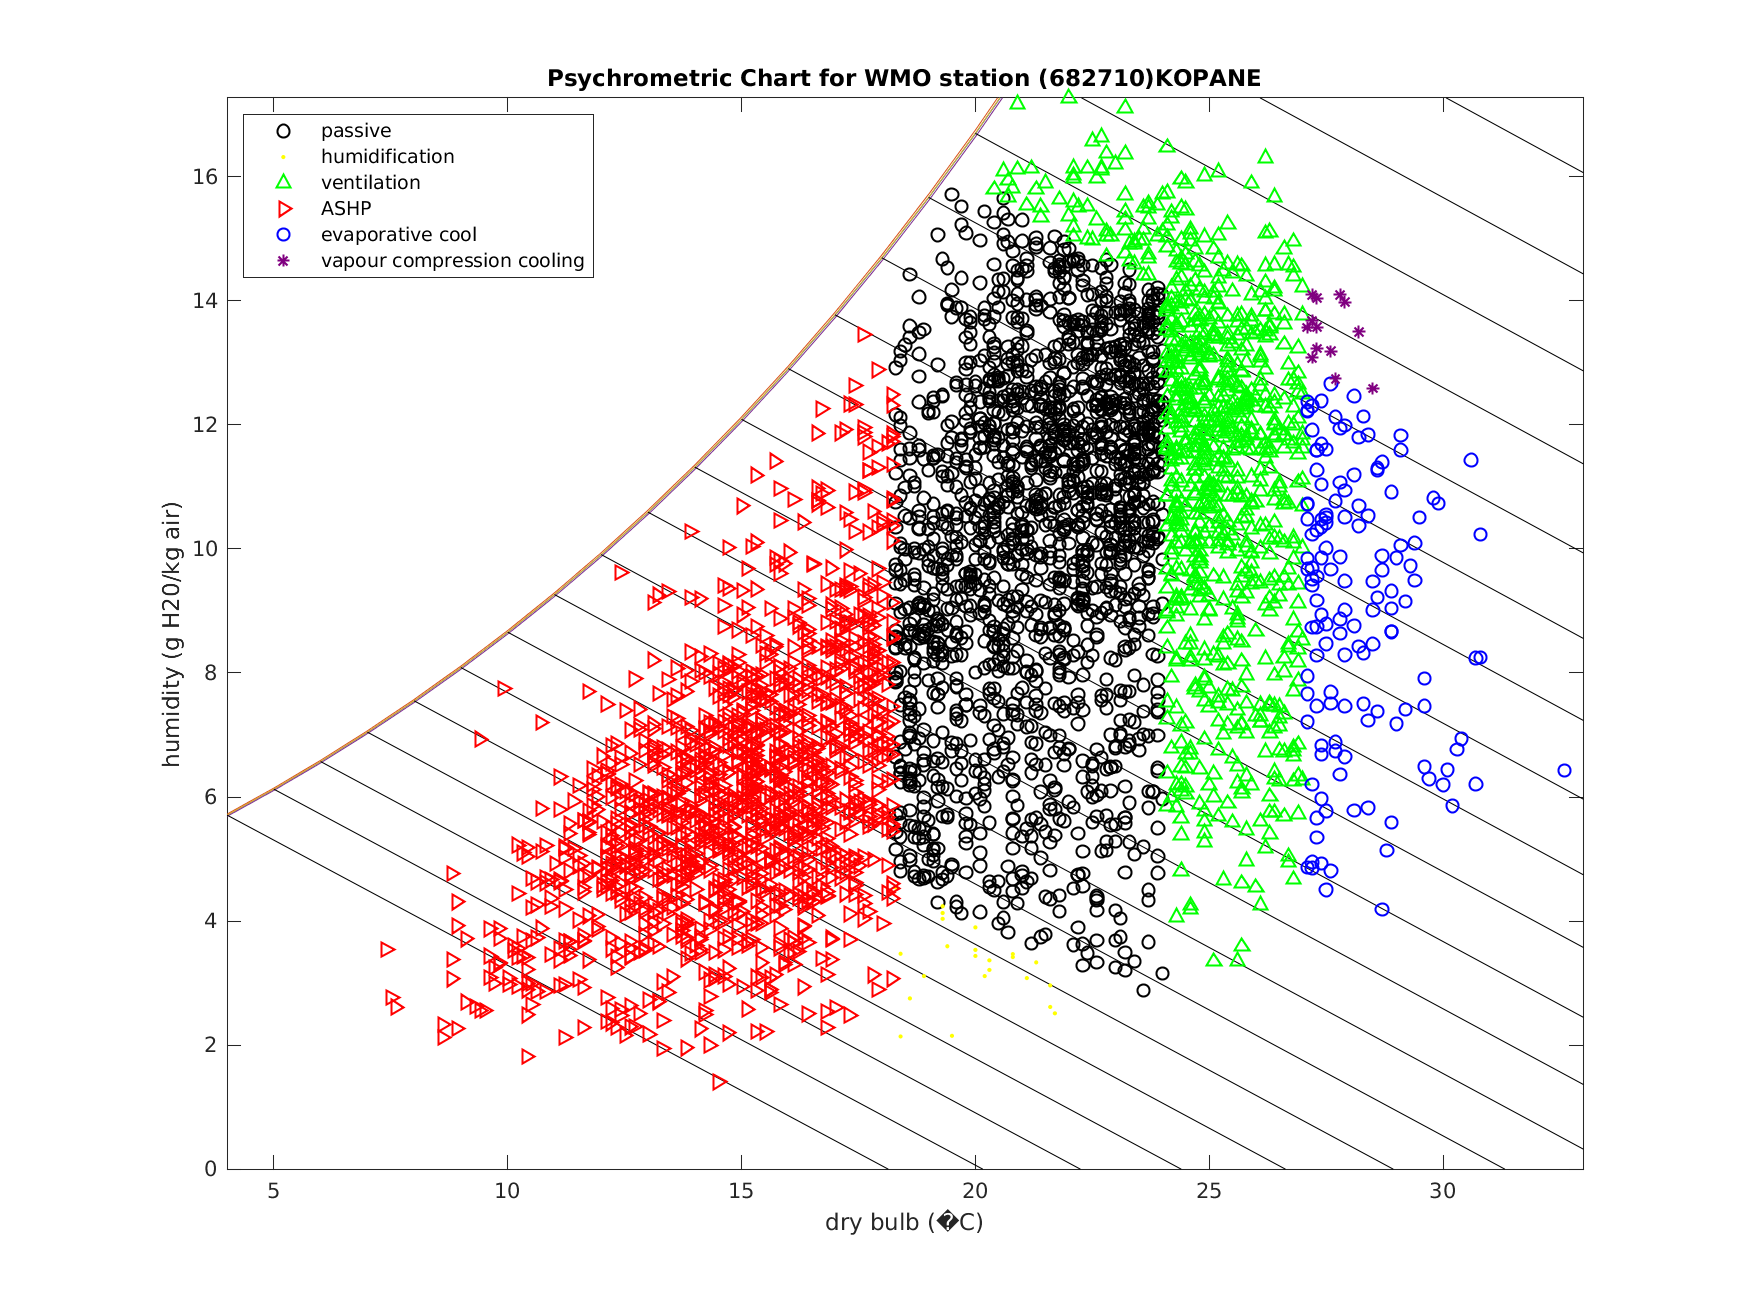 Psychrometric Chart for WMO station (682710)KOPANE
passive
humidification
ventilation
ASHP
evaporative cool
vapour compression cooling
humidity (g H20/kg air)
16
14
12
10
8
6
4
2
0
5 10 15 20 25 30
dry bulb (�C)